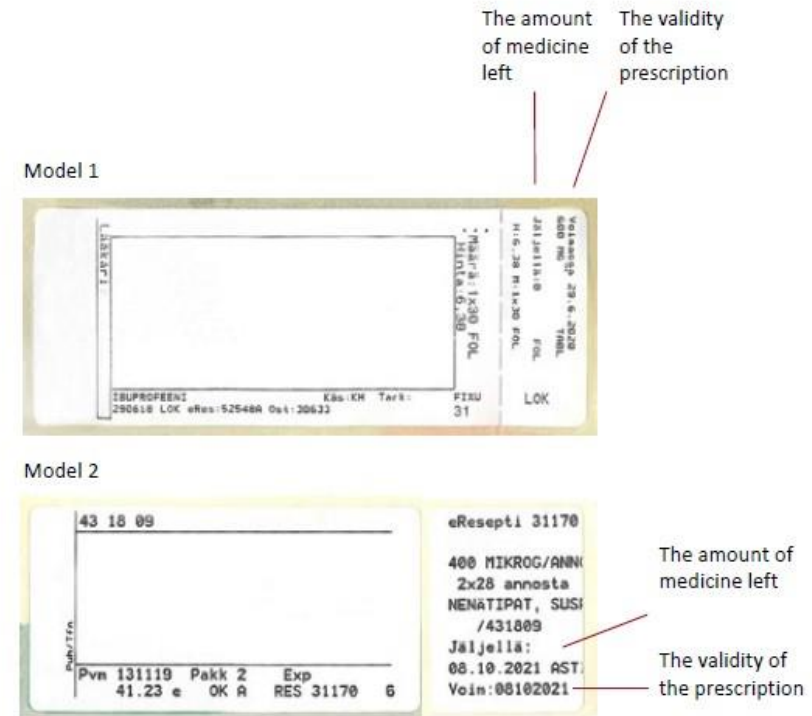 The amount
of medicine
left
The validity
of the
prescription
Model 1
Lääkäri:
Määrä:1x30 FOL
Hinta:6,30
IBUPROFEENI Käs:KH Tark: FIXU
290618 LOK eRes:52548A Ost:30633 31
H:6.30 M:1x30 FOL
Jäljellä:0 FOL
Voimassa 29.6.2020
600 MG TABL
LOK
Model 2
43 18 09
Puh/Tfn
Pvm 131119 Pakk 2 Exp
41.23 e OK A RES 31170 6
eResepti 31170
400 MIKROG/ANN
2x28 annosta
NENÄTIPAT, SUS
/431809
Jäljellä:
08.10.2021 AST
Voim:08102021
The amount of
medicine left
The validity of
the prescription